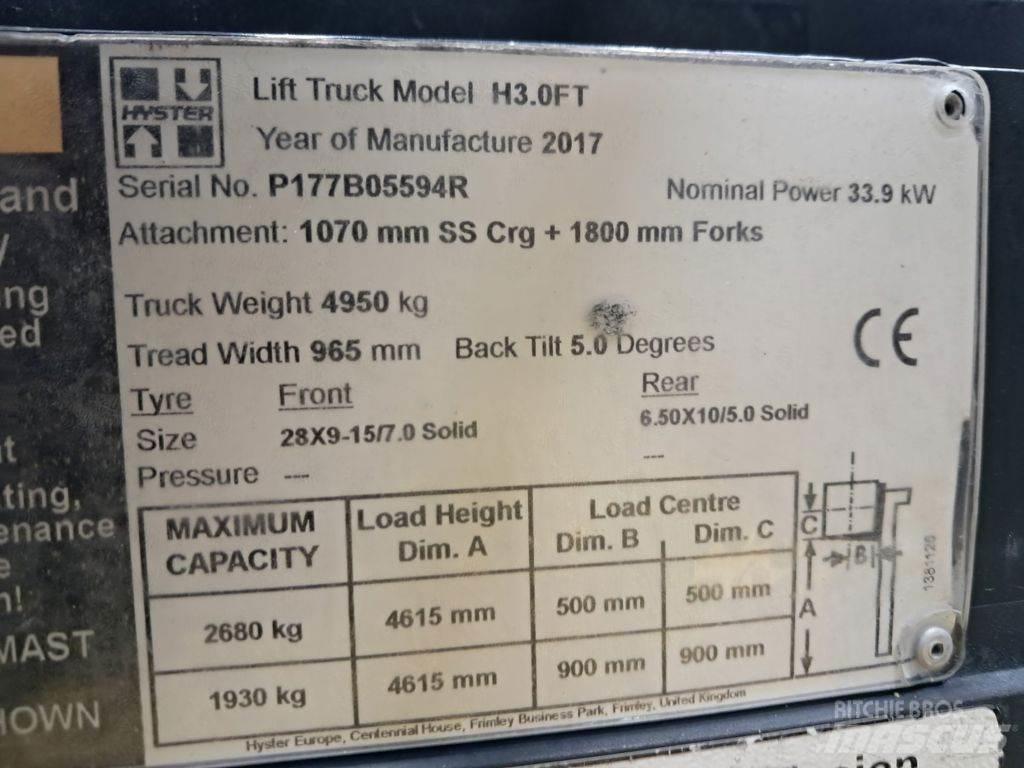 HYSTER
Lift Truck Model H3.0FT
Year of Manufacture 2017
Serial No. P177B05594R
Nominal Power 33.9 kW
Attachment: 1070 mm SS Crg + 1800 mm Forks
Truck Weight 4950 kg
Tread Width 965 mm Back Tilt 5.0 Degrees
CE
Tyre Front Rear
Size 28X9-15/7.0 Solid 6.50X10/5.0 Solid
Pressure --- ---
MAXIMUM CAPACITY Load Height Dim. A Load Centre Dim. B Dim. C
2680 kg 4615 mm 500 mm 500 mm
1930 kg 4615 mm 900 mm 900 mm
C
B
A
1381126
Hyster Europe, Centennial House, Frimley Business Park, Frimley, United Kingdom
and
y
ng
ed
t
ting,
enance
e
n!
MAST
HOWN
RITCHIE BROS
MASCUS
sion